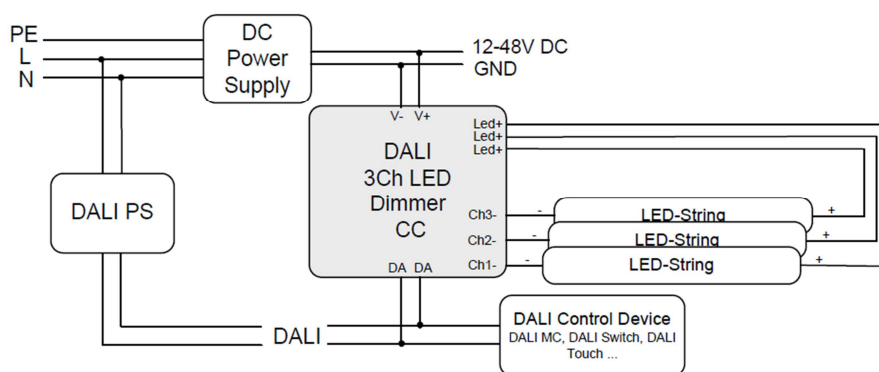 PE
L
N
DC
Power
Supply
12-48V DC
GND
V- V+
Led+
Led+
Led+
DALI
3Ch LED
Dimmer
CC
Ch3-
Ch2-
Ch1-
DA DA
- LED-String +
- LED-String +
- LED-String +
DALI PS
DALI
DALI Control Device
DALI MC, DALI Switch, DALI
Touch ...